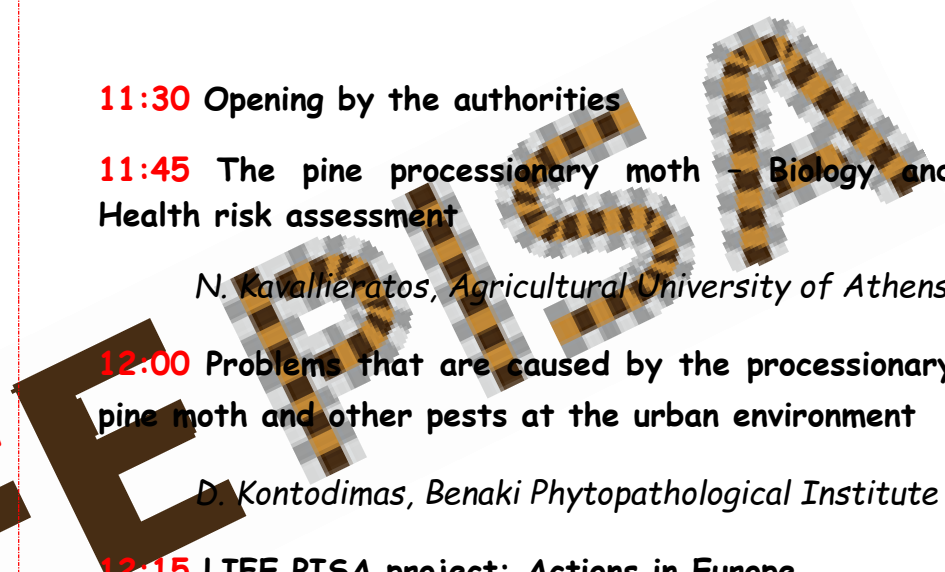 11:30 Opening by the authorities
11:45 The pine processionary moth – Biology and
Health risk assessment
N. Kavallieratos, Agricultural University of Athens
12:00 Problems that are caused by the processionary
pine moth and other pests at the urban environment
D. Kontodimas, Benaki Phytopathological Institute
12:15 LIFE PISA project: Actions in Europe
E PISA